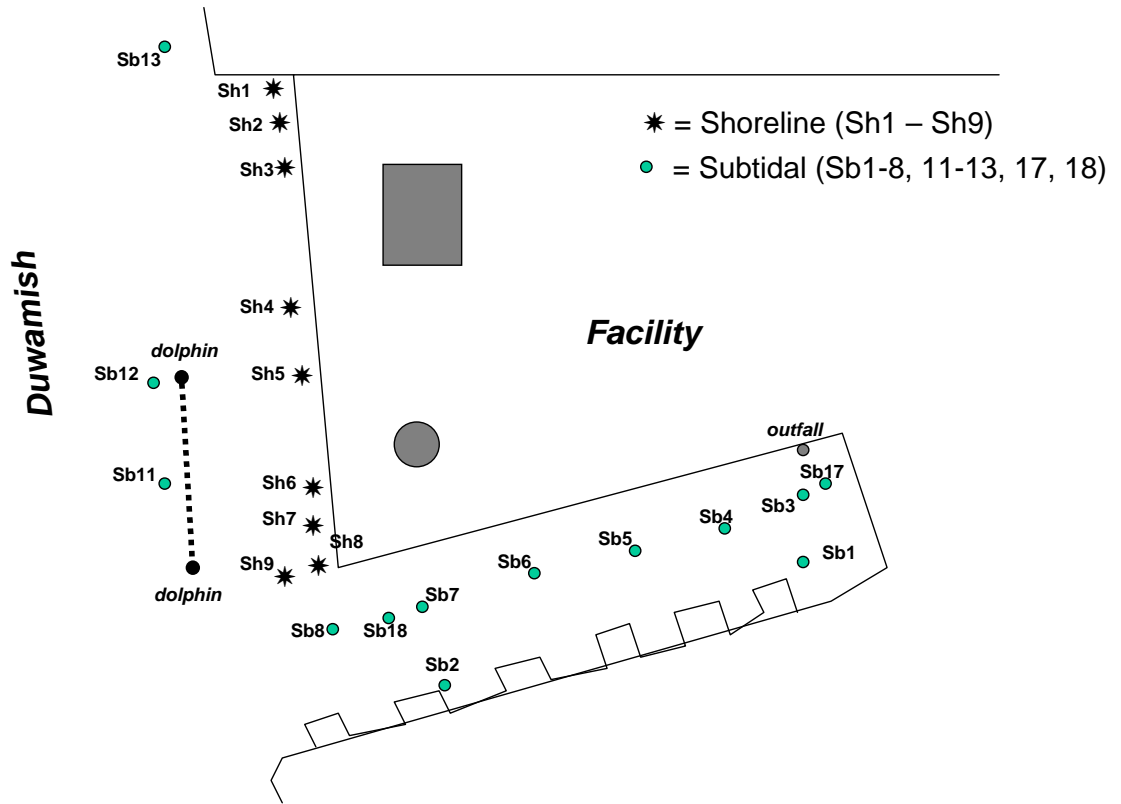 Sb13
Sh1
Sh2
= Shoreline (Sh1 – Sh9)
Sh3
= Subtidal (Sb1-8, 11-13, 17, 18)
Duwamish
Sh4
Facility
dolphin
Sb12
Sh5
outfall
Sb11
Sh6
Sb17
Sb3
Sh7
Sb4
Sh8
Sb5
Sb1
Sh9
Sb6
dolphin
Sb7
Sb8
Sb18
Sb2